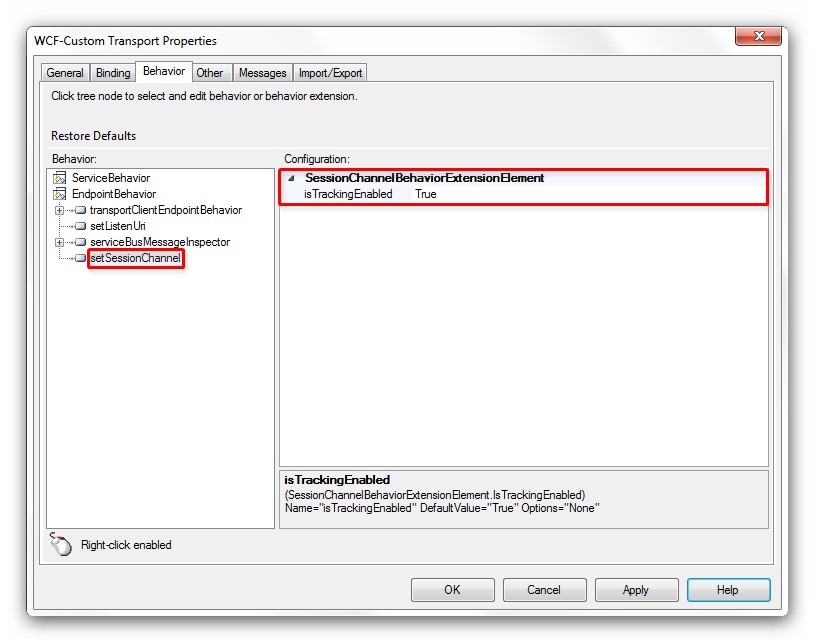 WCF-Custom Transport Properties
General Binding Behavior Other Messages Import/Export
Click tree node to select and edit behavior or behavior extension.
Restore Defaults
Behavior:
Configuration:
ServiceBehavior
EndpointBehavior
transportClientEndpointBehavior
setListenUri
serviceBusMessageInspector
setSessionChannel
SessionChannelBehaviorExtensionElement
isTrackingEnabled True
isTrackingEnabled
(SessionChannelBehaviorExtensionElement.IsTrackingEnabled)
Name="isTrackingEnabled" DefaultValue="True" Options="None"
Right-click enabled
OK Cancel Apply Help